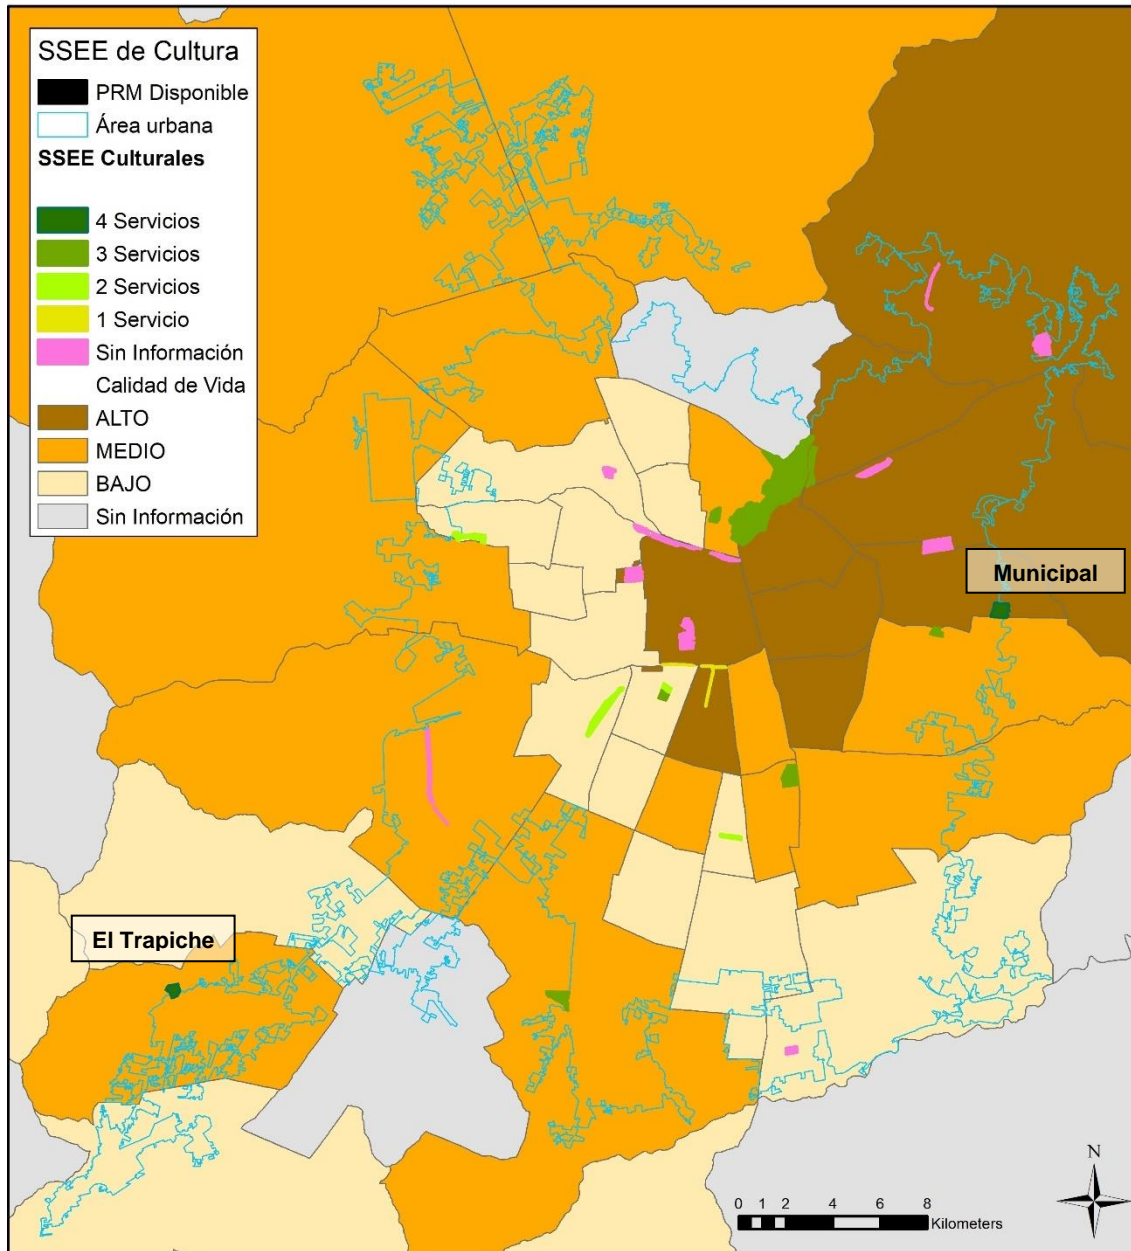 SSEE de Cultura
PRM Disponible
Área urbana
SSEE Culturales
4 Servicios
3 Servicios
2 Servicios
1 Servicio
Sin Información
Calidad de Vida
ALTO
MEDIO
BAJO
Sin Información
Municipal
El Trapiche
N
0 1 2 4 6 8
Kilometers